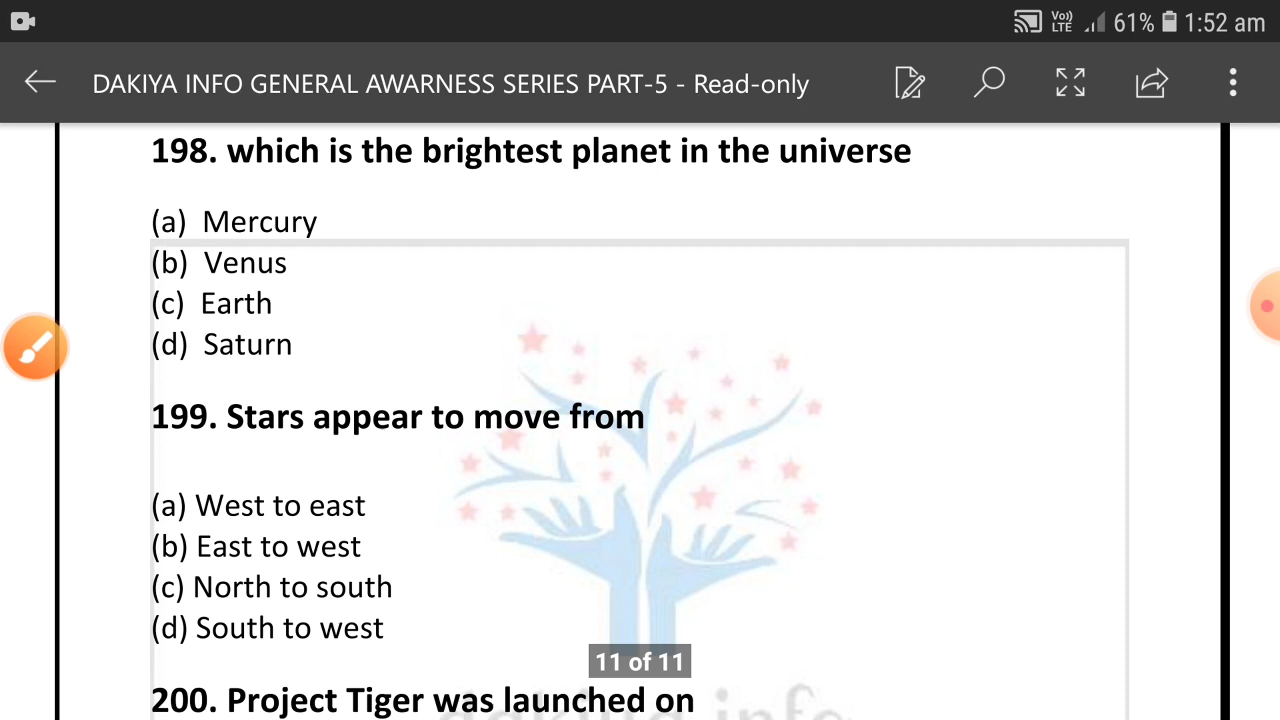 Vo) LTE 61% 1:52 am
DAKIYA INFO GENERAL AWARNESS SERIES PART-5 - Read-only
198. which is the brightest planet in the universe
(a) Mercury
(b) Venus
(c) Earth
(d) Saturn
199. Stars appear to move from
(a) West to east
(b) East to west
(c) North to south
(d) South to west
11 of 11
200. Project Tiger was launched on